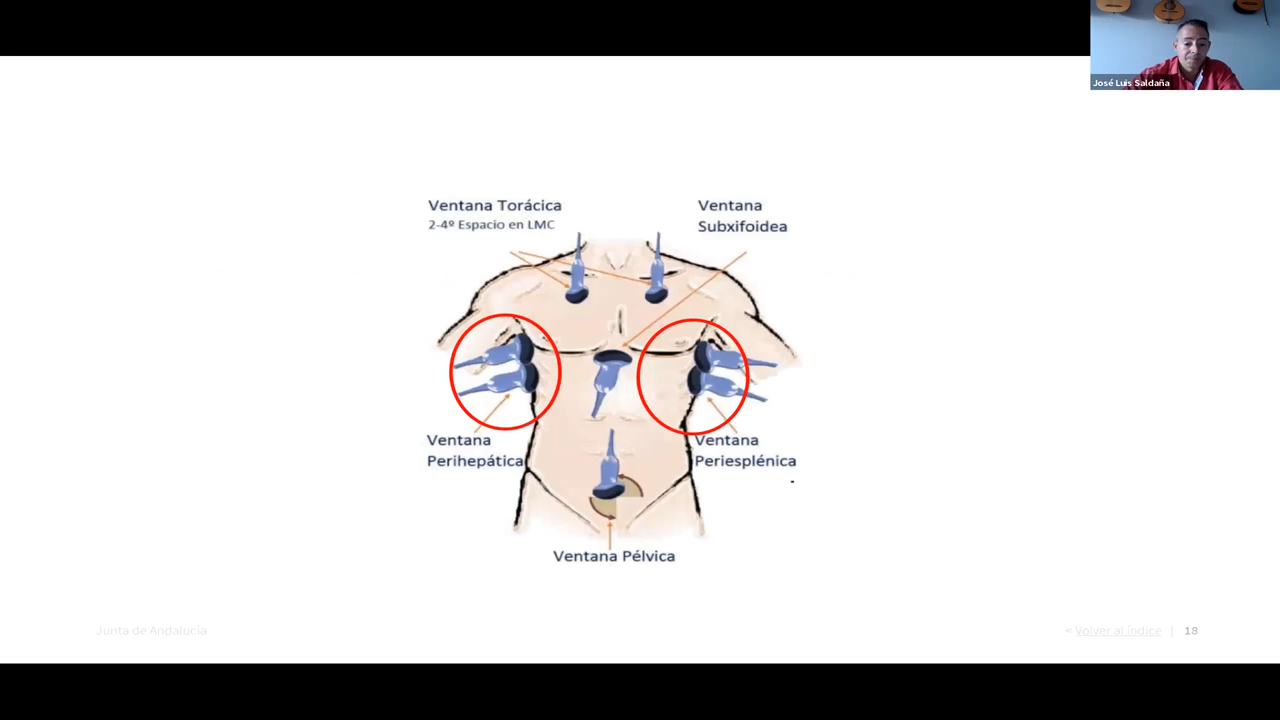 José Luis Saldaña
Ventana Torácica
2-4º Espacio en LMC
Ventana
Subxifoidea
Ventana
Perihepática
Ventana
Periesplénica
Ventana Pélvica
Junta de Andalucía
< Volver al índice | 18